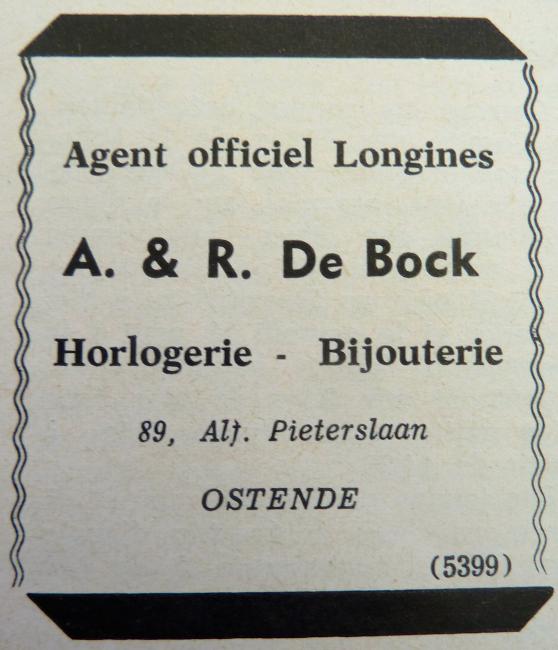 Agent officiel Longines
A. & R. De Bock
Horlogerie - Bijouterie
89, Alf. Pieterslaan
OSTENDE
(5399)